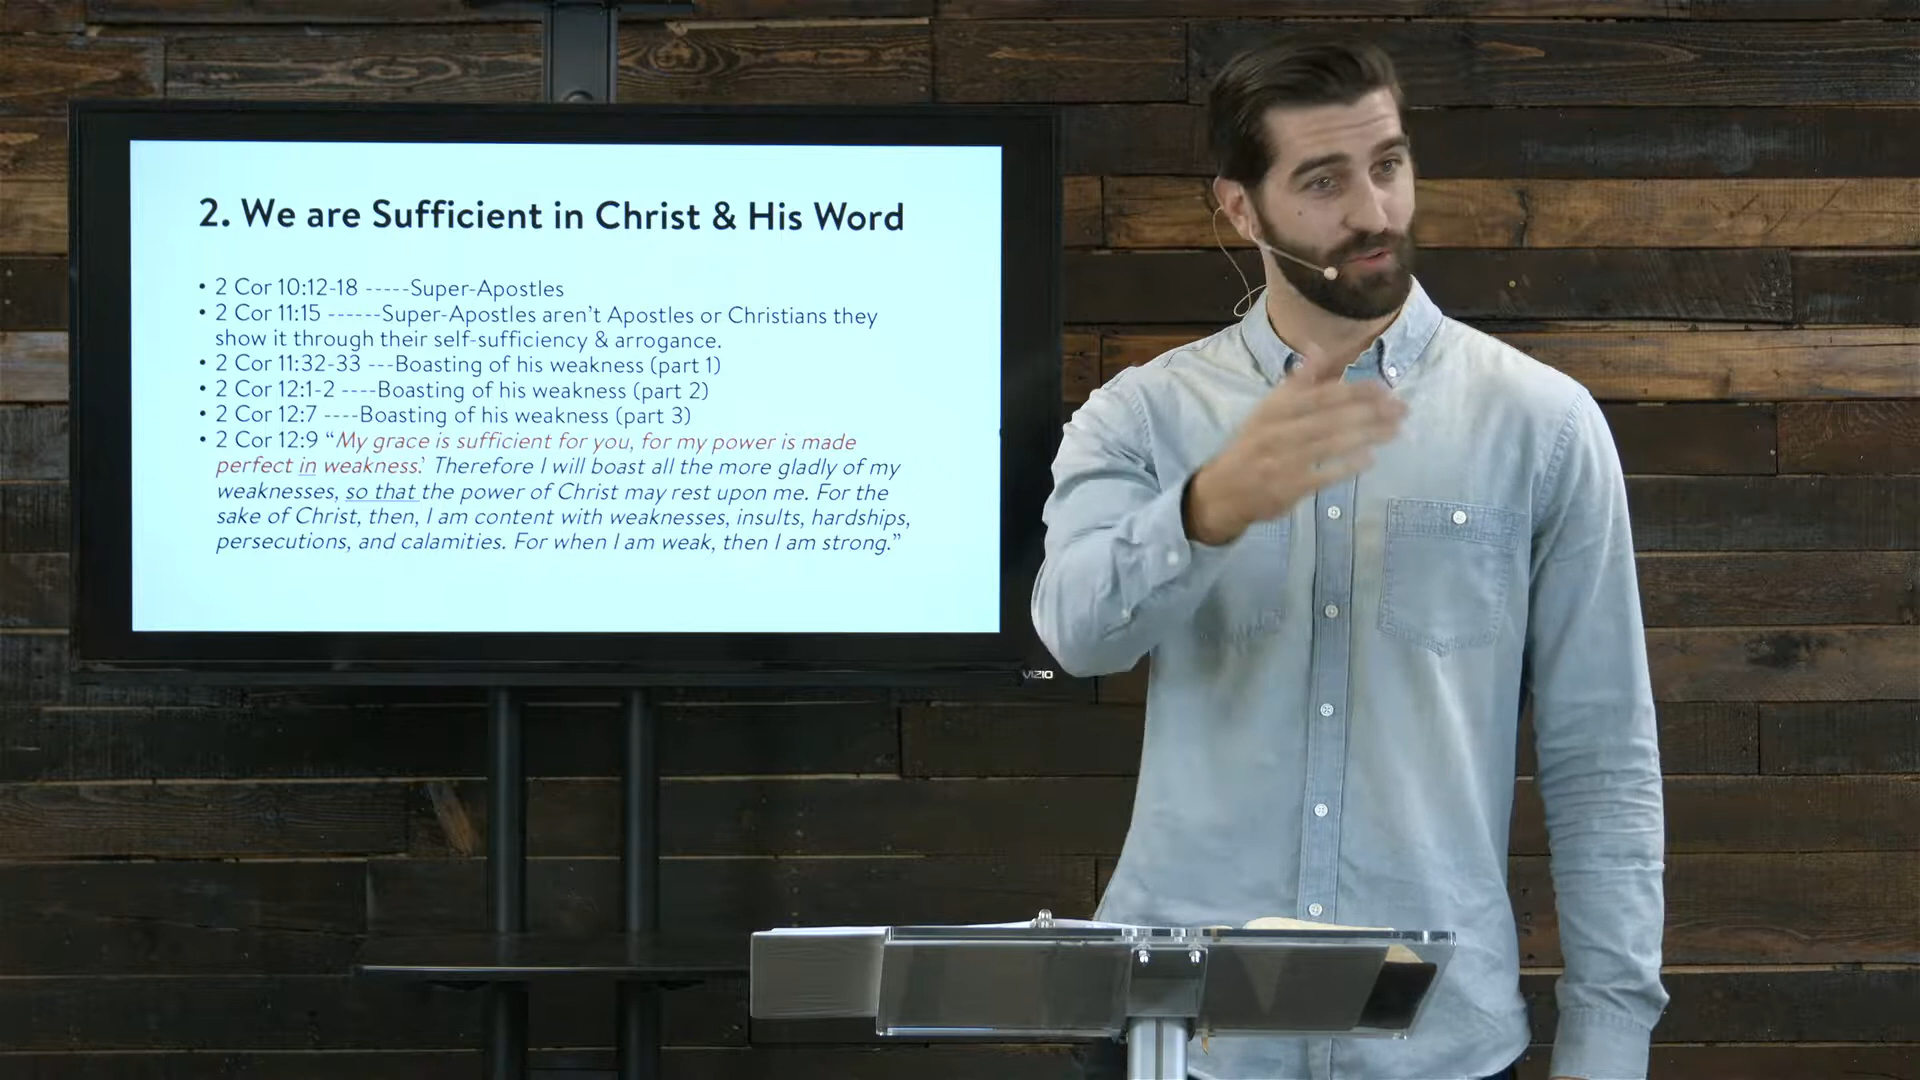 2. We are Sufficient in Christ & His Word
• 2 Cor 10:12-18 -----Super-Apostles
• 2 Cor 11:15 ------Super-Apostles aren't Apostles or Christians they
show it through their self-sufficiency & arrogance.
• 2 Cor 11:32-33 ---Boasting of his weakness (part 1)
• 2 Cor 12:1-2 ----Boasting of his weakness (part 2)
• 2 Cor 12:7 ----Boasting of his weakness (part 3)
• 2 Cor 12:9 “My grace is sufficient for you, for my power is made
perfect in weakness.’ Therefore I will boast all the more gladly of my
weaknesses, so that the power of Christ may rest upon me. For the
sake of Christ, then, I am content with weaknesses, insults, hardships,
persecutions, and calamities. For when I am weak, then I am strong.”
VIZIO